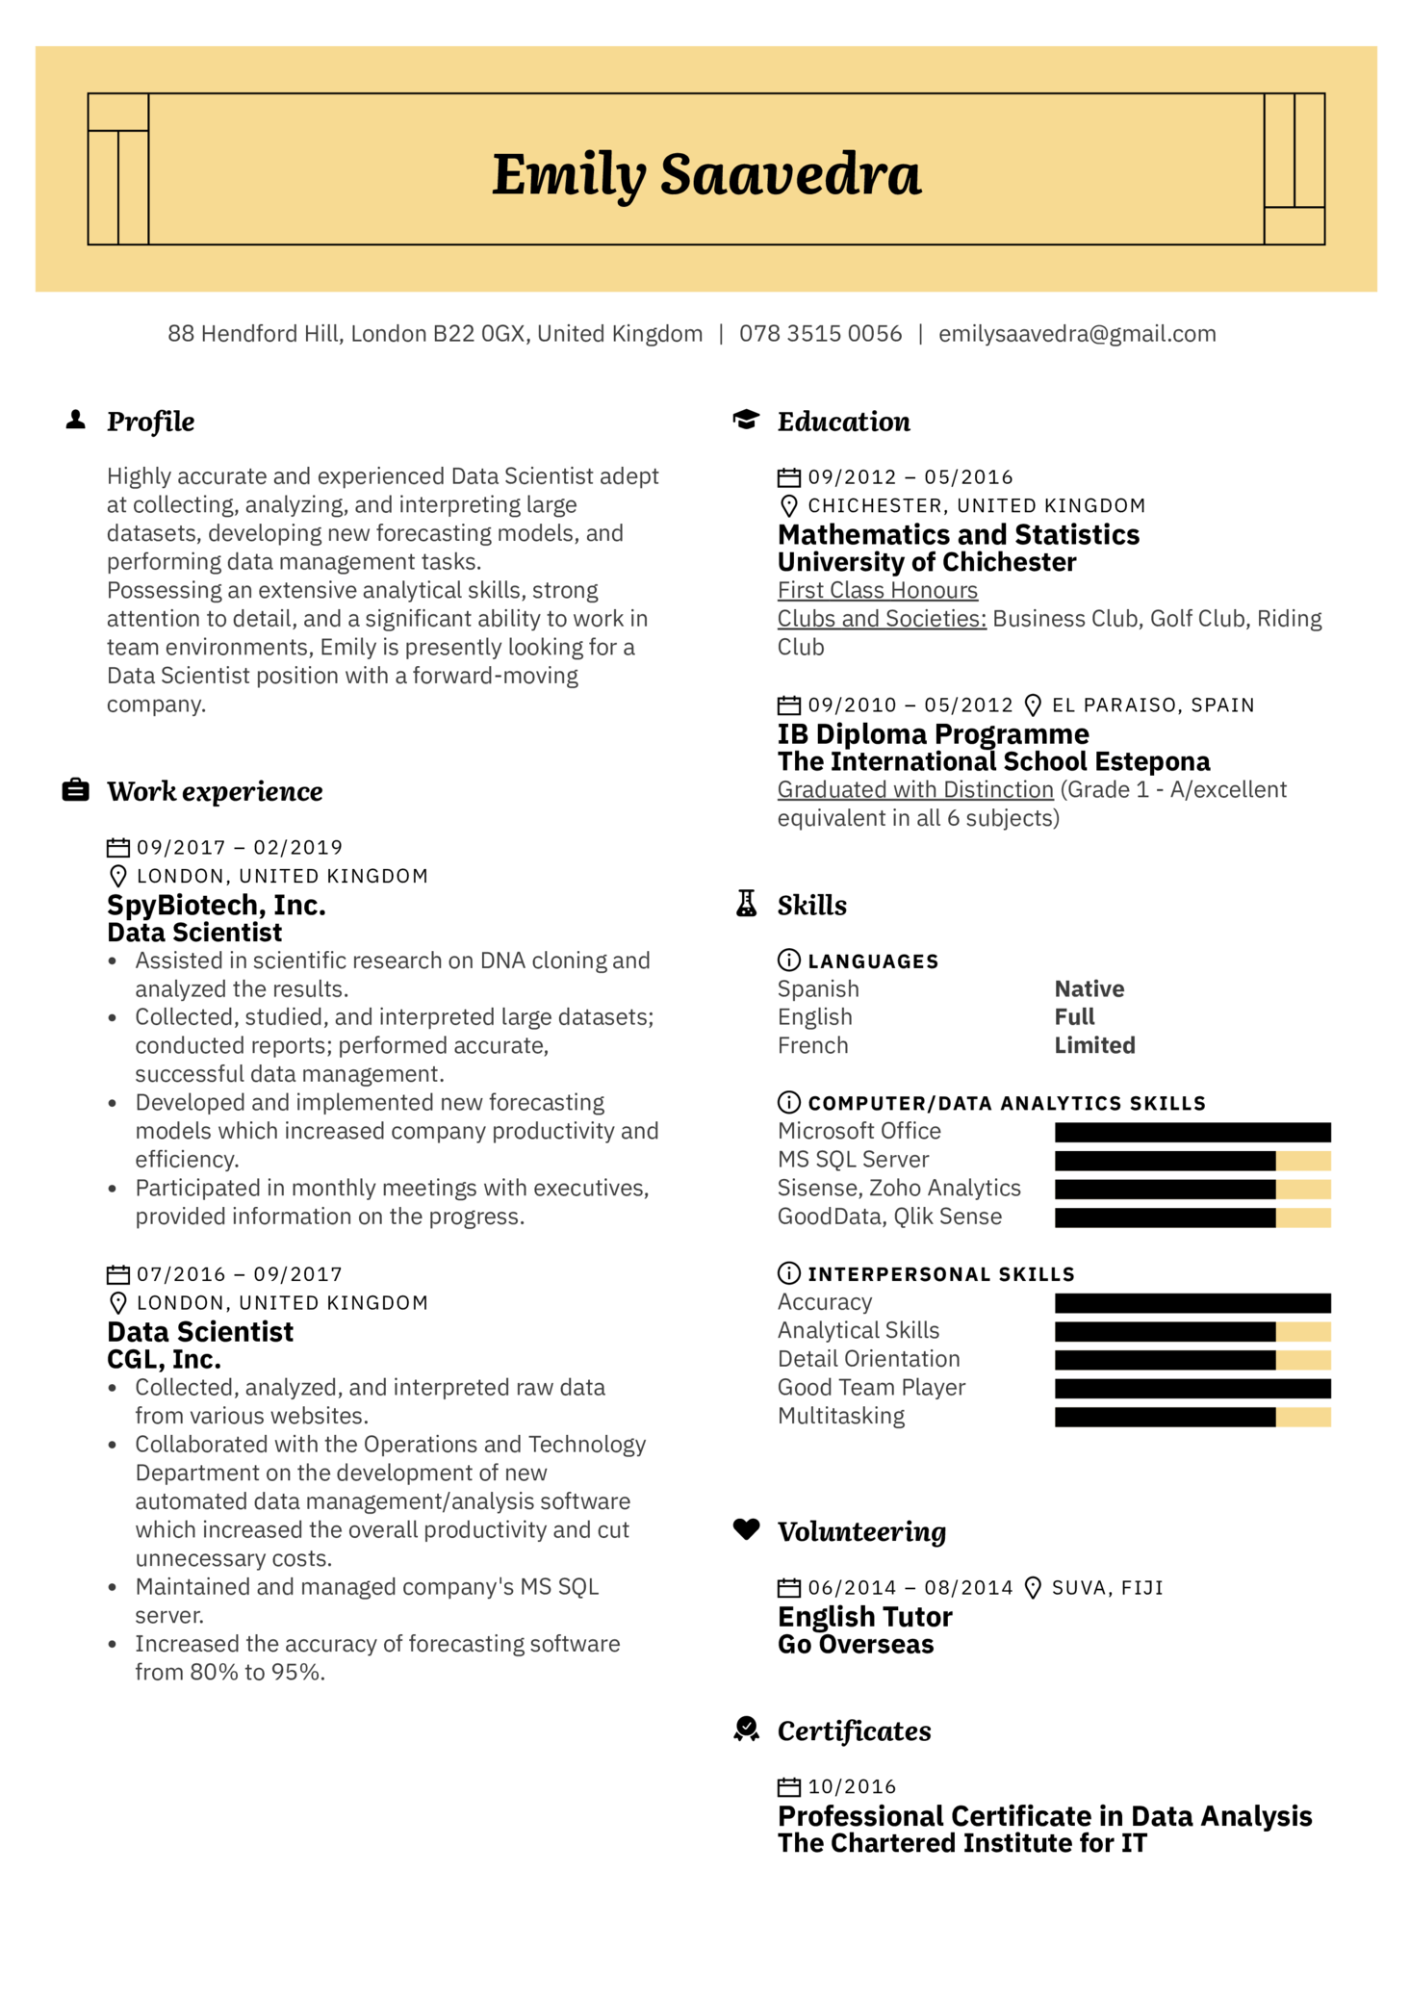 Emily Saavedra
88 Hendford Hill, London B22 0GX, United Kingdom | 078 3515 0056 | emilysaavedra@gmail.com
Profile
Highly accurate and experienced Data Scientist adept
at collecting, analyzing, and interpreting large
datasets, developing new forecasting models, and
performing data management tasks.
Possessing an extensive analytical skills, strong
attention to detail, and a significant ability to work in
team environments, Emily is presently looking for a
Data Scientist position with a forward-moving
company.
Work experience
09/2017 – 02/2019
LONDON, UNITED KINGDOM
SpyBiotech, Inc.
Data Scientist
• Assisted in scientific research on DNA cloning and
analyzed the results.
• Collected, studied, and interpreted large datasets;
conducted reports; performed accurate,
successful data management.
• Developed and implemented new forecasting
models which increased company productivity and
efficiency.
• Participated in monthly meetings with executives,
provided information on the progress.
07/2016 – 09/2017
LONDON, UNITED KINGDOM
Data Scientist
CGL, Inc.
• Collected, analyzed, and interpreted raw data
from various websites.
• Collaborated with the Operations and Technology
Department on the development of new
automated data management/analysis software
which increased the overall productivity and cut
unnecessary costs.
• Maintained and managed company's MS SQL
server.
• Increased the accuracy of forecasting software
from 80% to 95%.
Education
09/2012 – 05/2016
CHICHESTER, UNITED KINGDOM
Mathematics and Statistics
University of Chichester
First Class Honours
Clubs and Societies: Business Club, Golf Club, Riding
Club
09/2010 – 05/2012 EL PARAISO, SPAIN
IB Diploma Programme
The International School Estepona
Graduated with Distinction (Grade 1 - A/excellent
equivalent in all 6 subjects)
Skills
LANGUAGES
Spanish Native
English Full
French Limited
COMPUTER/DATA ANALYTICS SKILLS
Microsoft Office
MS SQL Server
Sisense, Zoho Analytics
GoodData, Qlik Sense
INTERPERSONAL SKILLS
Accuracy
Analytical Skills
Detail Orientation
Good Team Player
Multitasking
Volunteering
06/2014 – 08/2014 SUVA, FIJI
English Tutor
Go Overseas
Certificates
10/2016
Professional Certificate in Data Analysis
The Chartered Institute for IT